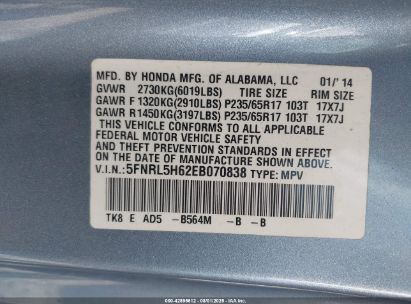 MFD. BY HONDA MFG. OF ALABAMA, LLC 01/'14
GVWR 2730KG(6019LBS) TIRE SIZE RIM SIZE
GAWR F 1320KG(2910LBS) P235/65R17 103T 17X7J
GAWR R 1450KG(3197LBS) P235/65R17 103T 17X7J
THIS VEHICLE CONFORMS TO ALL APPLICABLE
FEDERAL MOTOR VEHICLE SAFETY
AND THEFT PREVENTION STANDARDS IN EFFECT ON
THE DATE OF MANUFACTURE SHOWN ABOVE.
V.I.N.: 5FNRL5H62EB070838 TYPE: MPV
TK8 E AD5 -B564M -B -B